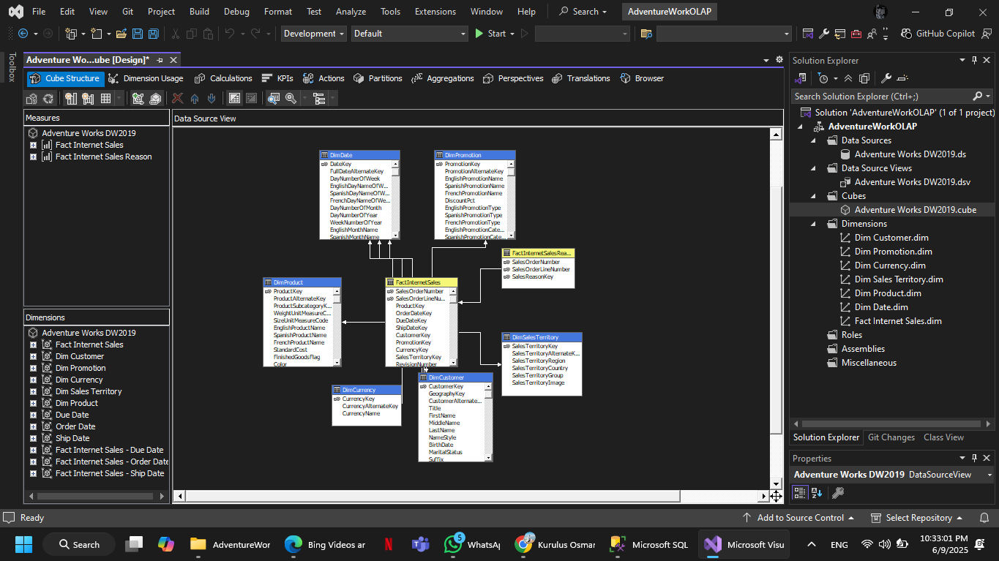 File Edit View Git Project Build Debug Format Test Analyze Tools Extensions Window Help Search AdventureWorkOLAP
Development Default Start GitHub Copilot
Toolbox
Adventure Wo...ube [Design]*
Cube Structure Dimension Usage Calculations KPIs Actions Partitions Aggregations Perspectives Translations Browser
Measures
Adventure Works DW2019
Fact Internet Sales
Fact Internet Sales Reason
Dimensions
Adventure Works DW2019
Fact Internet Sales
Dim Customer
Dim Promotion
Dim Currency
Dim Sales Territory
Dim Product
Due Date
Order Date
Ship Date
Fact Internet Sales - Due Date
Fact Internet Sales - Order Date
Fact Internet Sales - Ship Date
Data Source View
DimDate
DateKey
FullDateAlternateKey
DayNumberOfWeek
EnglishDayNameOfW...
SpanishDayNameOfW...
FrenchDayNameOfWe...
DayNumberOfMonth
DayNumberOfYear
WeekNumberOfYear
EnglishMonthName
SpanishMonthName
DimPromotion
PromotionKey
PromotionAlternateKey
EnglishPromotionName
SpanishPromotionName
FrenchPromotionName
DiscountPct
EnglishPromotionType
SpanishPromotionType
FrenchPromotionType
EnglishPromotionCate...
SpanishPromotionCate...
FactInternetSalesRea...
SalesOrderNumber
SalesOrderLineNumber
SalesReasonKey
DimProduct
ProductKey
ProductAlternateKey
ProductSubcategoryK...
WeightUnitMeasureC...
SizeUnitMeasureCode
EnglishProductName
SpanishProductName
FrenchProductName
StandardCost
FinishedGoodsFlag
Color
FactInternetSales
SalesOrderNumber
SalesOrderLineNu...
ProductKey
OrderDateKey
DueDateKey
ShipDateKey
CustomerKey
PromotionKey
CurrencyKey
SalesTerritoryKey
RevisionNumber
DimSalesTerritory
SalesTerritoryKey
SalesTerritoryAlternateK...
SalesTerritoryRegion
SalesTerritoryCountry
SalesTerritoryGroup
SalesTerritoryImage
DimCurrency
CurrencyKey
CurrencyAlternateKey
CurrencyName
DimCustomer
CustomerKey
GeographyKey
CustomerAlternate...
Title
FirstName
MiddleName
LastName
NameStyle
BirthDate
MaritalStatus
Suffix
Solution Explorer
Search Solution Explorer (Ctrl+;)
Solution 'AdventureWorkOLAP' (1 of 1 project)
AdventureWorkOLAP
Data Sources
Adventure Works DW2019.ds
Data Source Views
Adventure Works DW2019.dsv
Cubes
Adventure Works DW2019.cube
Dimensions
Dim Customer.dim
Dim Promotion.dim
Dim Currency.dim
Dim Sales Territory.dim
Dim Product.dim
Dim Date.dim
Fact Internet Sales.dim
Roles
Assemblies
Miscellaneous
Solution Explorer Git Changes Class View
Properties
Adventure Works DW2019 DataSourceView
Ready Add to Source Control Select Repository
Search AdventureWor Bing Videos ar N 5 WhatsAp Kurulus Osmar Microsoft SQL Microsoft Visu ENG 10:33:01 PM
6/9/2025